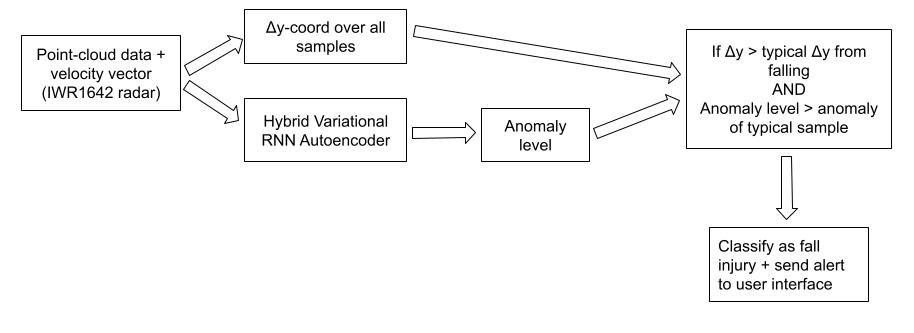 Point-cloud data +
velocity vector
(IWR1642 radar)
Δy-coord over all
samples
Hybrid Variational
RNN Autoencoder
Anomaly
level
If Δy > typical Δy from
falling
AND
Anomaly level > anomaly
of typical sample
Classify as fall
injury + send alert
to user interface